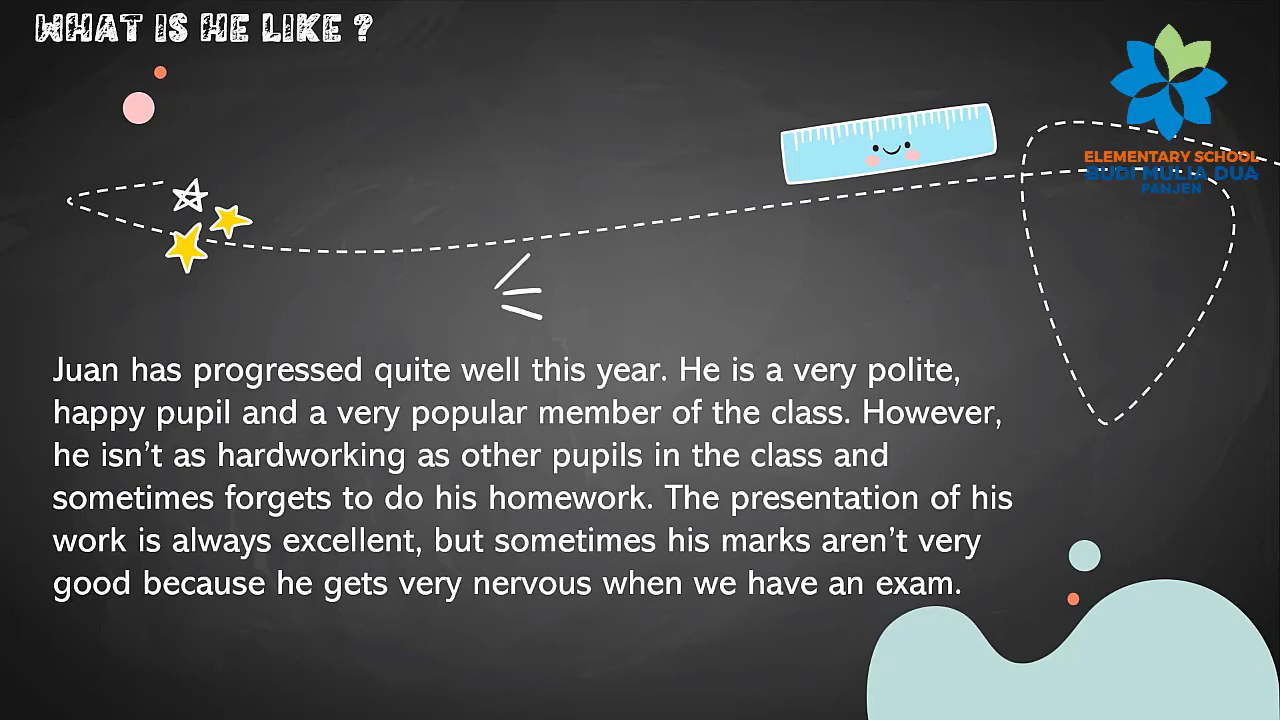 WHAT IS HE LIKE ?
ELEMENTARY SCHOOL
BUDI MULIA DUA
PANJEN
Juan has progressed quite well this year. He is a very polite,
happy pupil and a very popular member of the class. However,
he isn’t as hardworking as other pupils in the class and
sometimes forgets to do his homework. The presentation of his
work is always excellent, but sometimes his marks aren’t very
good because he gets very nervous when we have an exam.